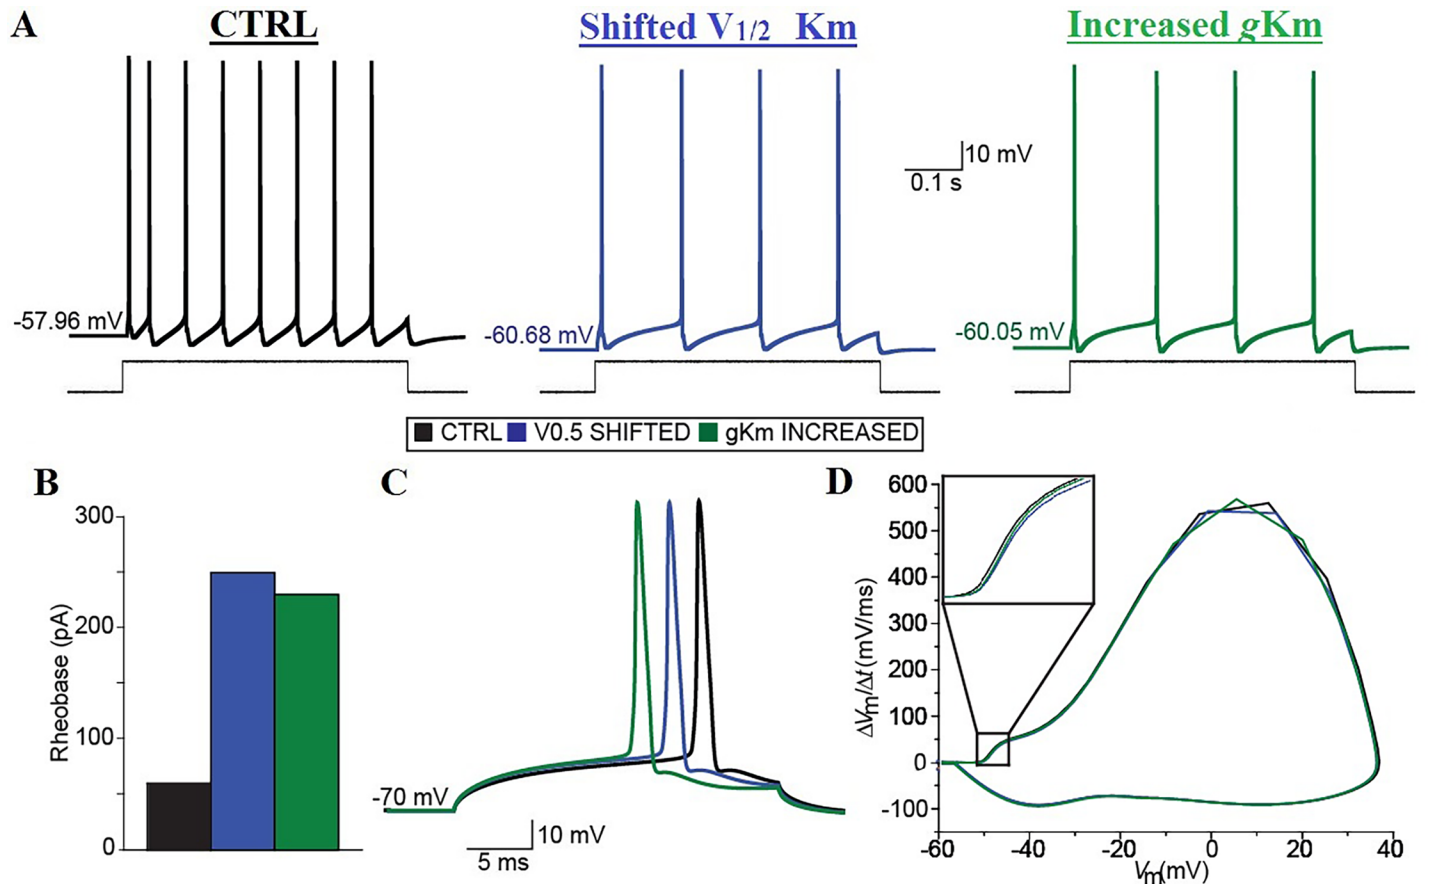 A
CTRL
Shifted V1/2 Km
Increased gKm
10 mV
0.1 s
-57.96 mV
-60.68 mV
-60.05 mV
CTRL V0.5 SHIFTED gKm INCREASED
B
Rheobase (pA)
300
200
100
0
C
-70 mV
10 mV
5 ms
D
ΔVm/Δt (mV/ms)
600
500
400
300
200
100
0
-100
-60 -40 -20 0 20 40
Vm(mV)